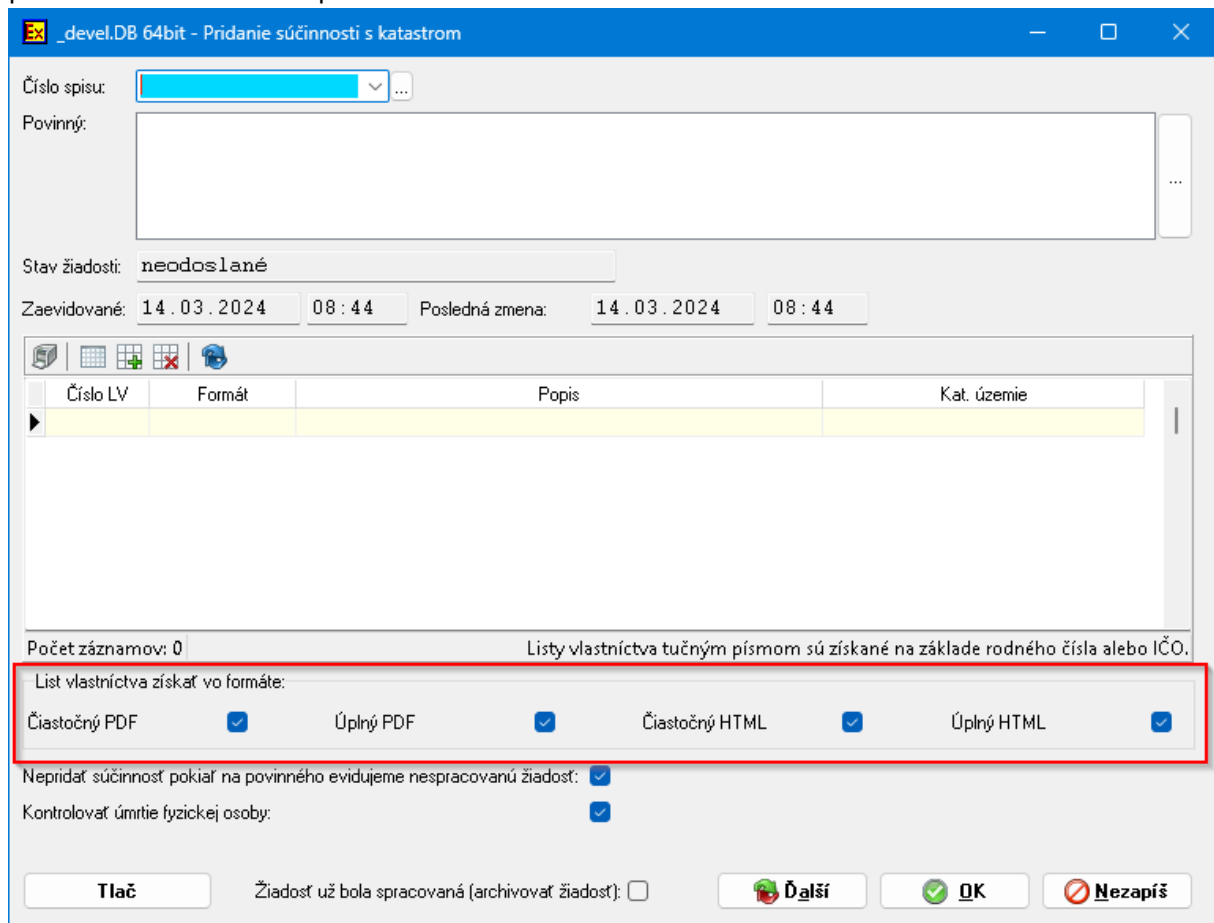 _devel.DB 64bit - Pridanie súčinnosti s katastrom
Číslo spisu:
...
Povinný:
...
Stav žiadosti: neodoslané
Zaevidované: 14.03.2024 08:44 Posledná zmena: 14.03.2024 08:44
Číslo LV Formát Popis Kat. územie
Počet záznamov: 0 Listy vlastníctva tučným písmom sú získané na základe rodného čísla alebo IČO.
List vlastníctva získať vo formáte:
Čiastočný PDF Úplný PDF Čiastočný HTML Úplný HTML
Nepridať súčinnosť pokiaľ na povinného evidujeme nespracovanú žiadosť:
Kontrolovať úmrtie fyzickej osoby:
Tlač Žiadosť už bola spracovaná (archivovať žiadosť): Ďalší OK Nezapíš